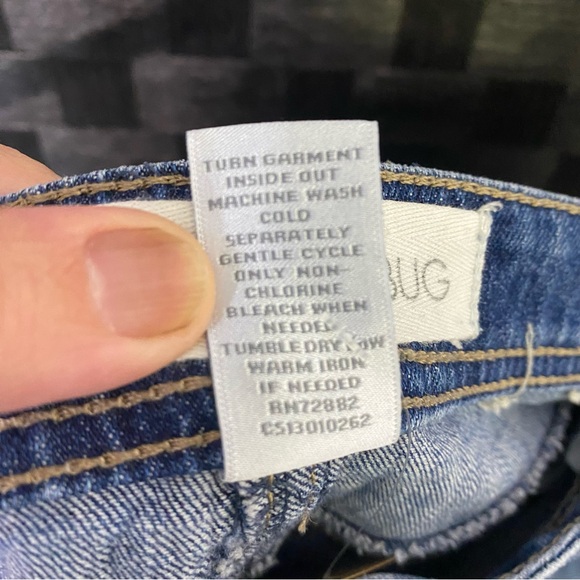 TURN GARMENT
INSIDE OUT
MACHINE WASH
COLD
SEPARATELY
GENTLE CYCLE
ONLY NON-
CHLORINE
BLEACH WHEN
NEEDED
TUMBLE DRY LOW
WARM IRON
IF NEEDED
RN72882
CS13010262
BUG